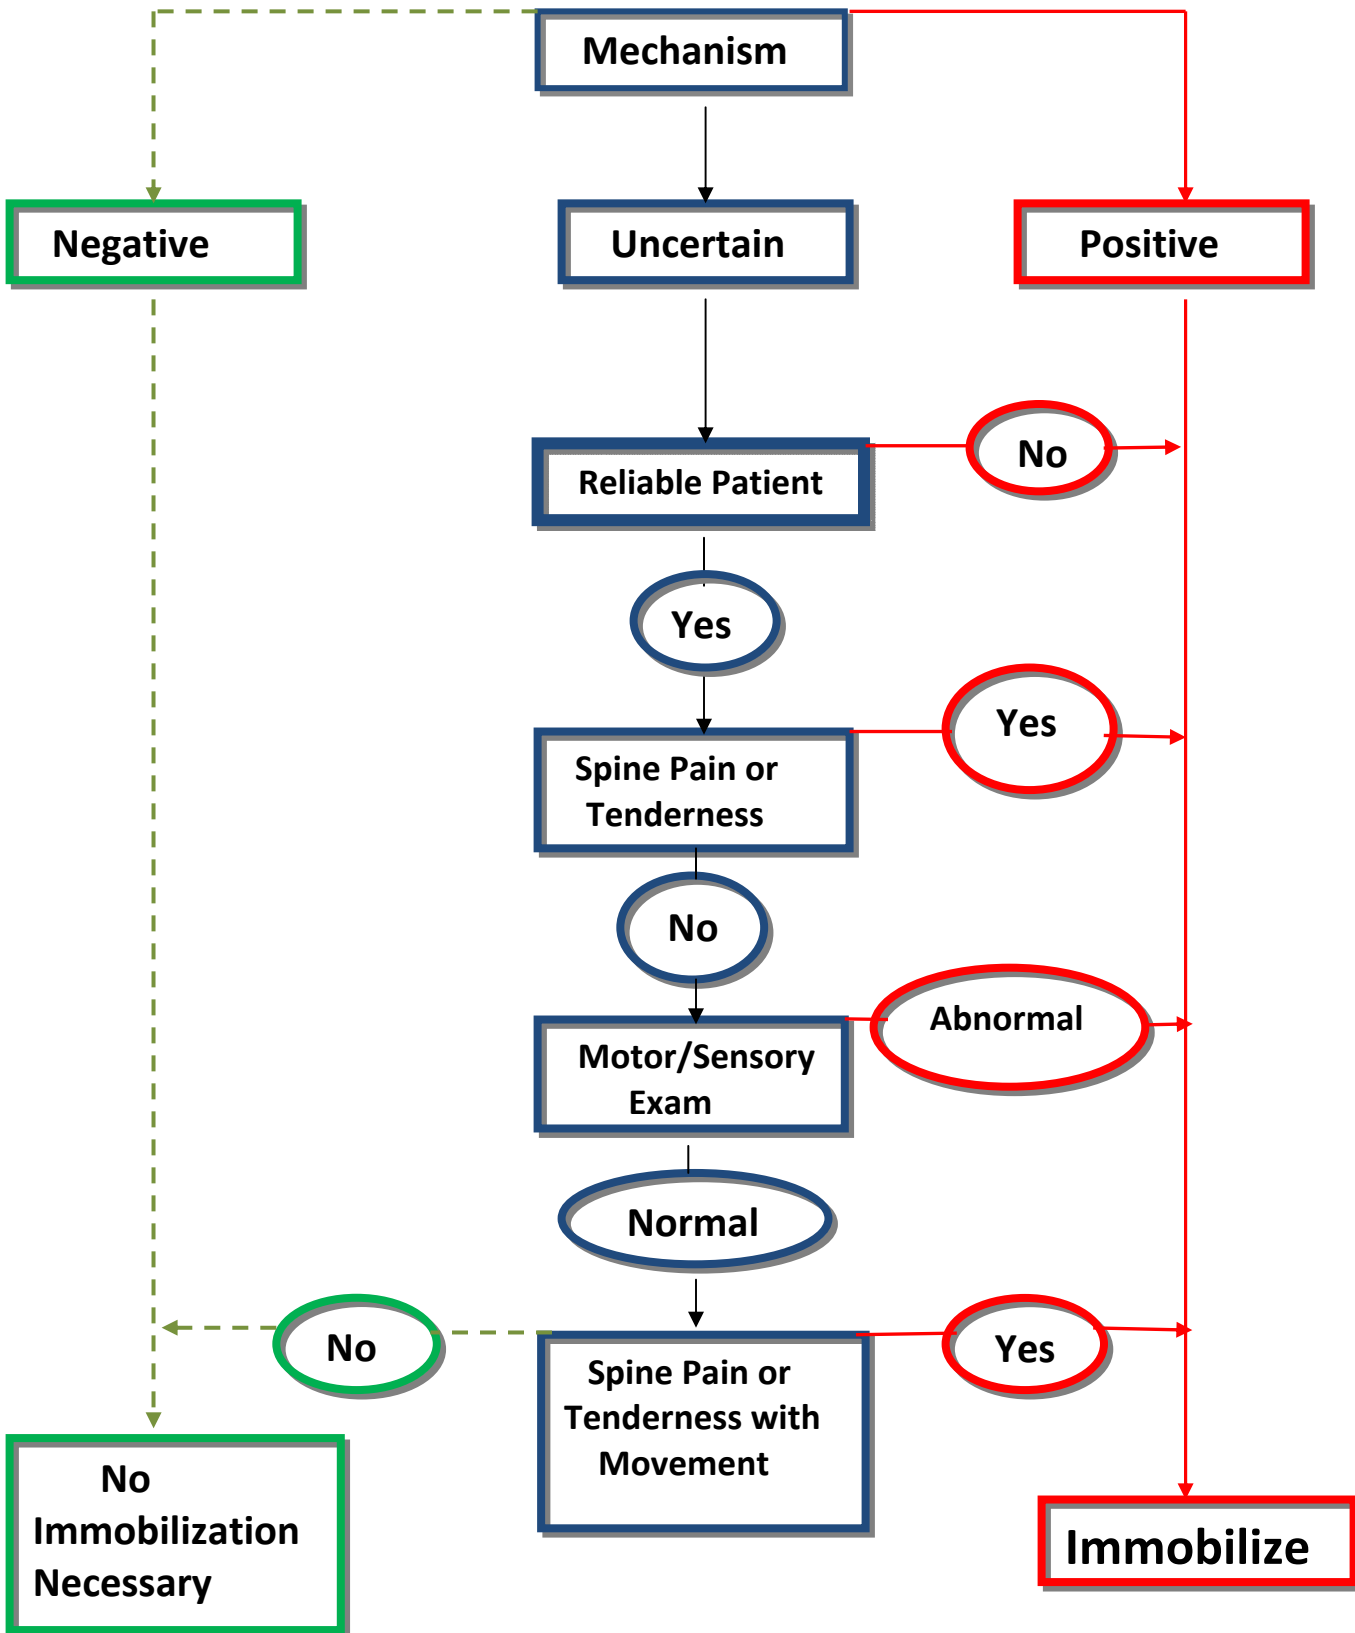 Mechanism
Negative
Uncertain
Positive
Reliable Patient
No
Yes
Spine Pain or
Tenderness
Yes
No
Motor/Sensory
Exam
Abnormal
Normal
No
Spine Pain or
Tenderness with
Movement
Yes
No
Immobilization
Necessary
Immobilize